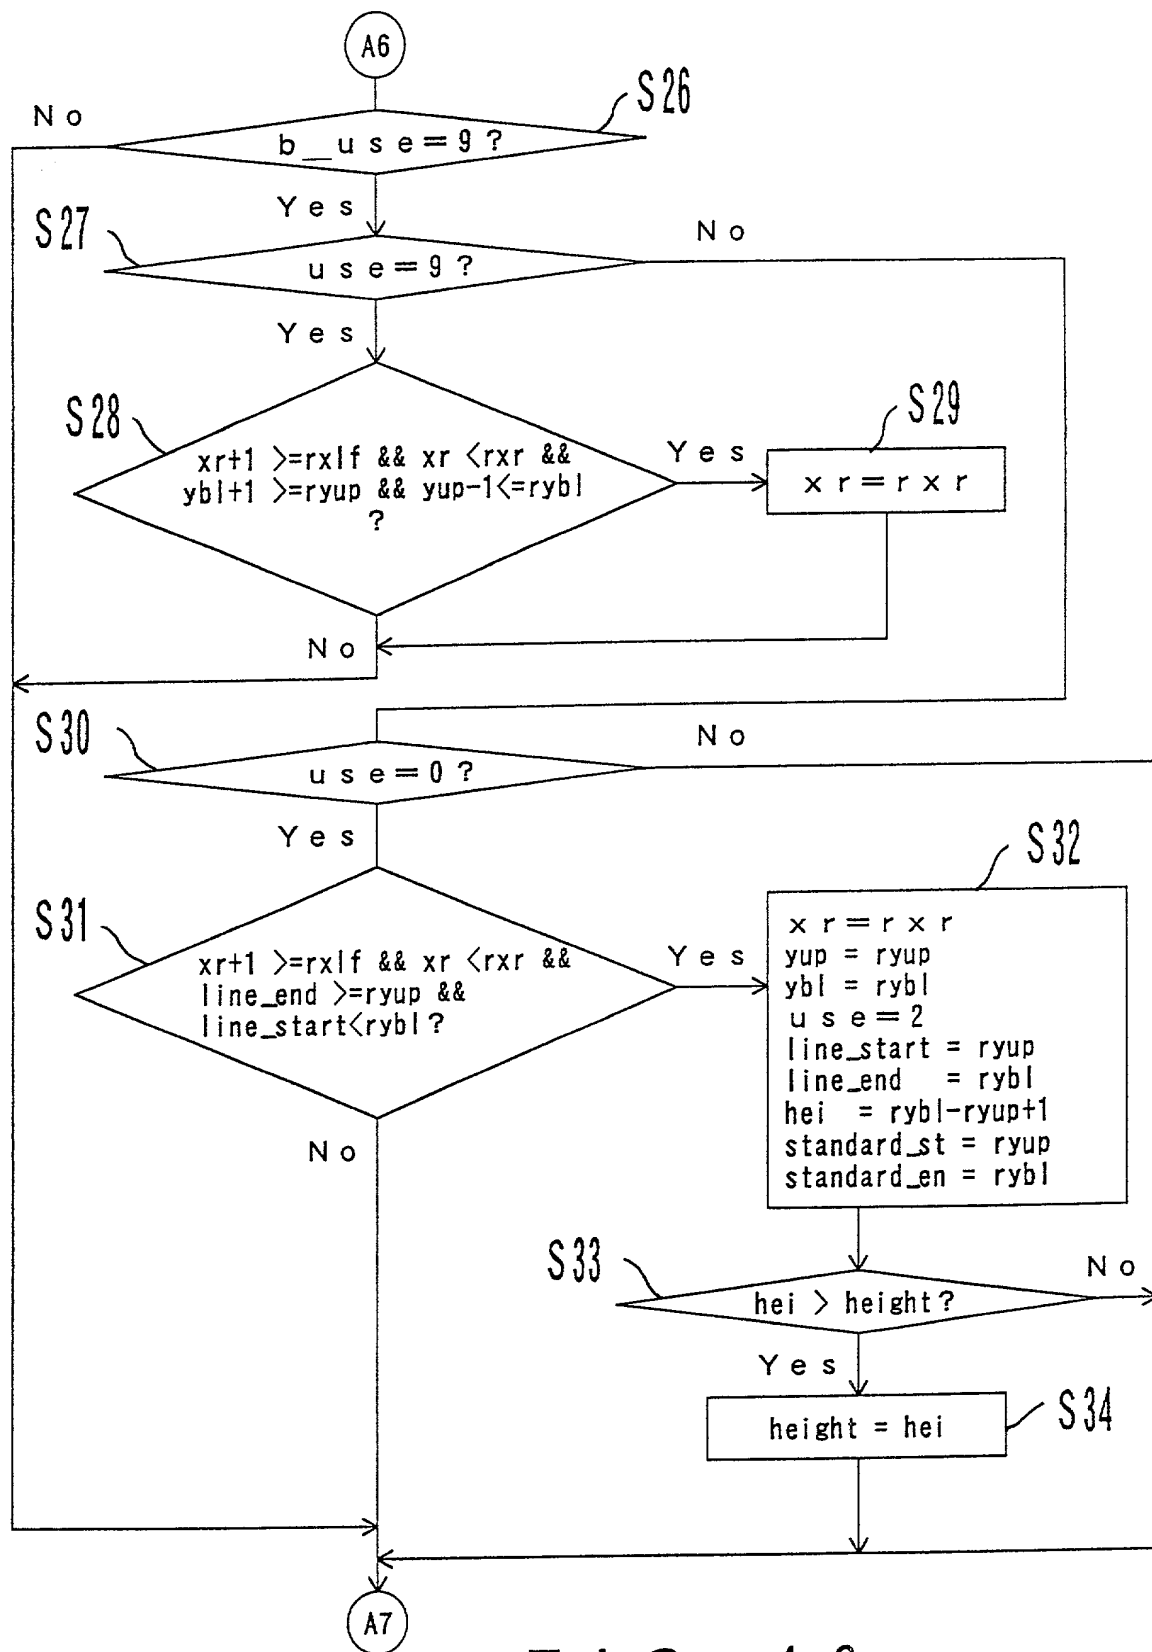 A6
S26
No
b_use=9?
Yes
S27
No
use=9?
Yes
S28
xr+1 >=rxlf && xr <rxr &&
ybl+1 >=ryup && yup-1<=rybl
?
Yes
S29
xr=rxr
No
S30
No
use=0?
Yes
S31
xr+1 >=rxlf && xr <rxr &&
line_end >=ryup &&
line_start<rybl?
Yes
S32
xr=rxr
yup = ryup
ybl = rybl
use=2
line_start = ryup
line_end = rybl
hei = rybl-ryup+1
standard_st = ryup
standard_en = rybl
No
S33
hei > height?
No
Yes
S34
height = hei
A7